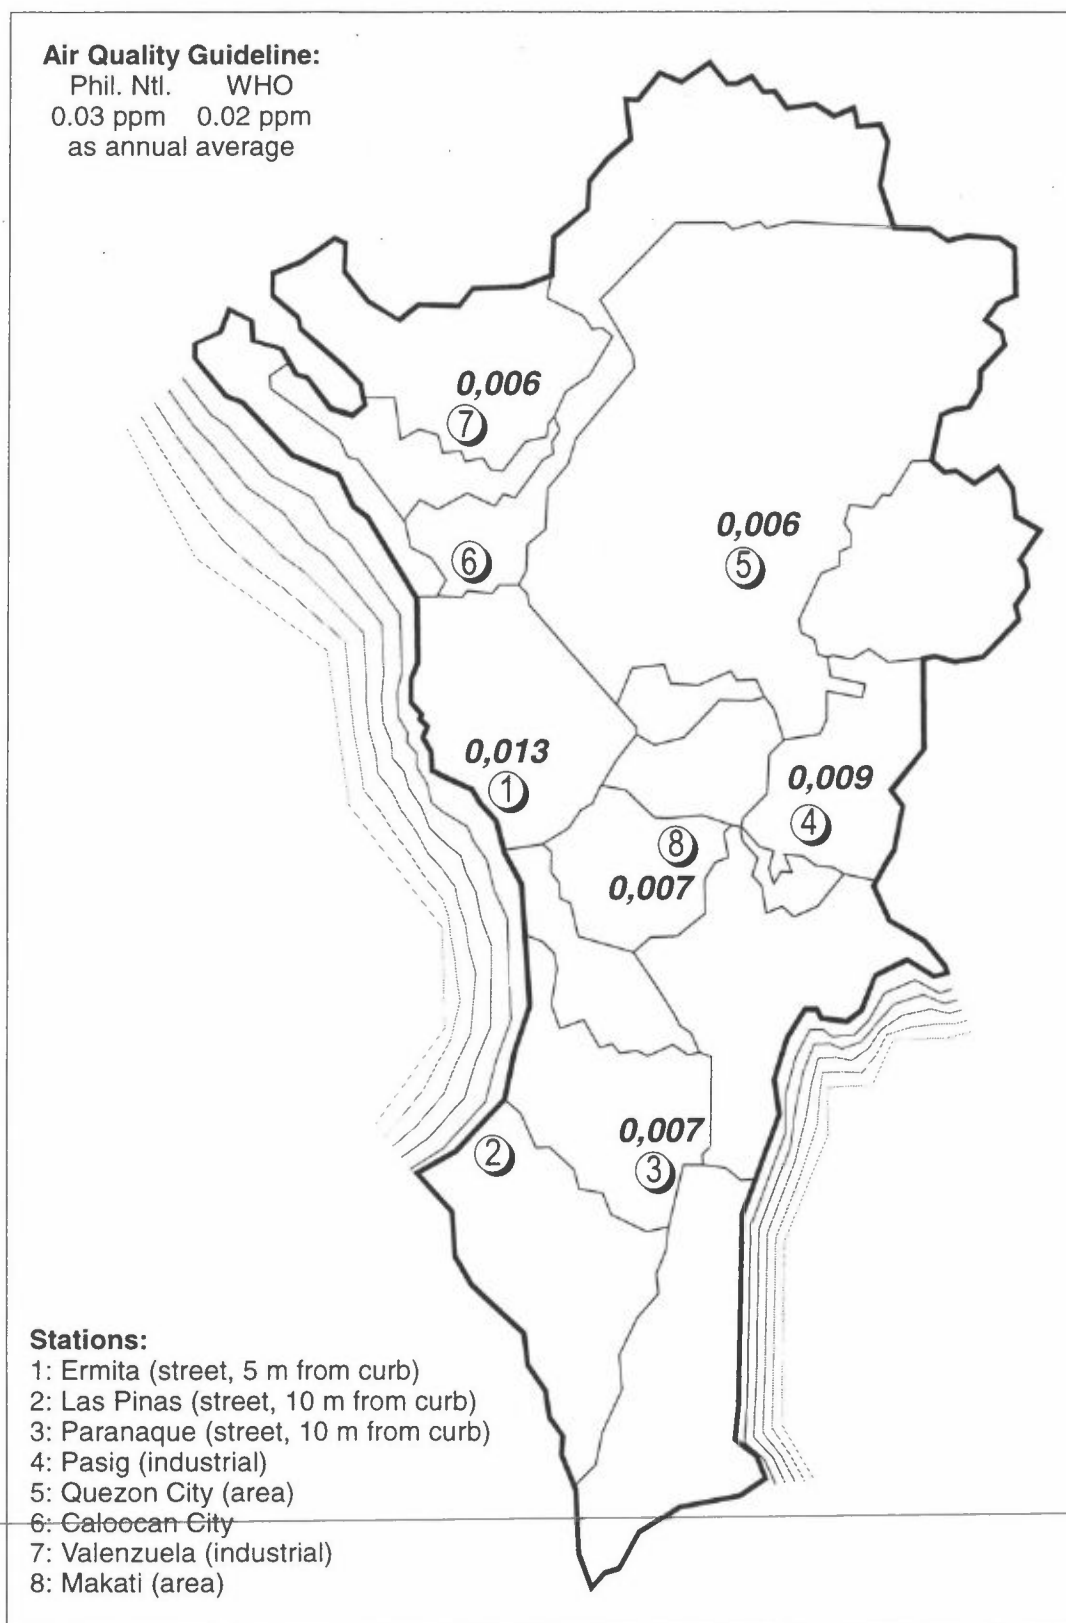 Air Quality Guideline:
Phil. Ntl. WHO
0.03 ppm 0.02 ppm
as annual average
0,006
7
0,006
6
5
0,013
1
0,009
4
8
0,007
0,007
2
3
Stations:
1: Ermita (street, 5 m from curb)
2: Las Pinas (street, 10 m from curb)
3: Paranaque (street, 10 m from curb)
4: Pasig (industrial)
5: Quezon City (area)
6: Caloocan City
7: Valenzuela (industrial)
8: Makati (area)